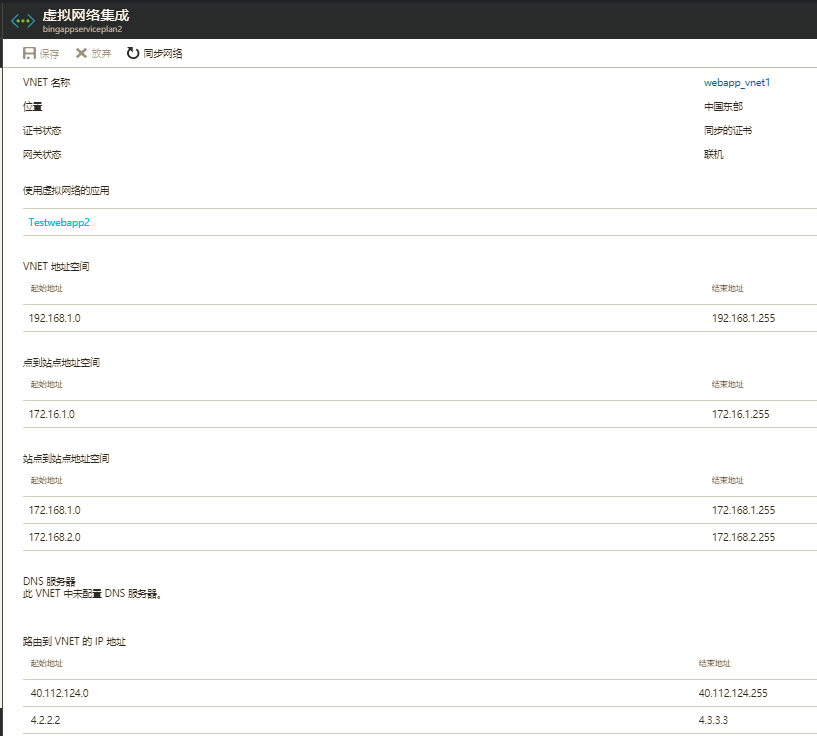 虚拟网络集成
bingappserviceplan2
保存 放弃 同步网络
VNET 名称 webapp_vnet1
位置 中国东部
证书状态 同步的证书
网关状态 联机
使用虚拟网络的应用
Testwebapp2
VNET 地址空间
起始地址 结束地址
192.168.1.0 192.168.1.255
点到站点地址空间
起始地址 结束地址
172.16.1.0 172.16.1.255
站点到站点地址空间
起始地址 结束地址
172.168.1.0 172.168.1.255
172.168.2.0 172.168.2.255
DNS 服务器
此 VNET 中未配置 DNS 服务器。
路由到 VNET 的 IP 地址
起始地址 结束地址
40.112.124.0 40.112.124.255
4.2.2.2 4.3.3.3